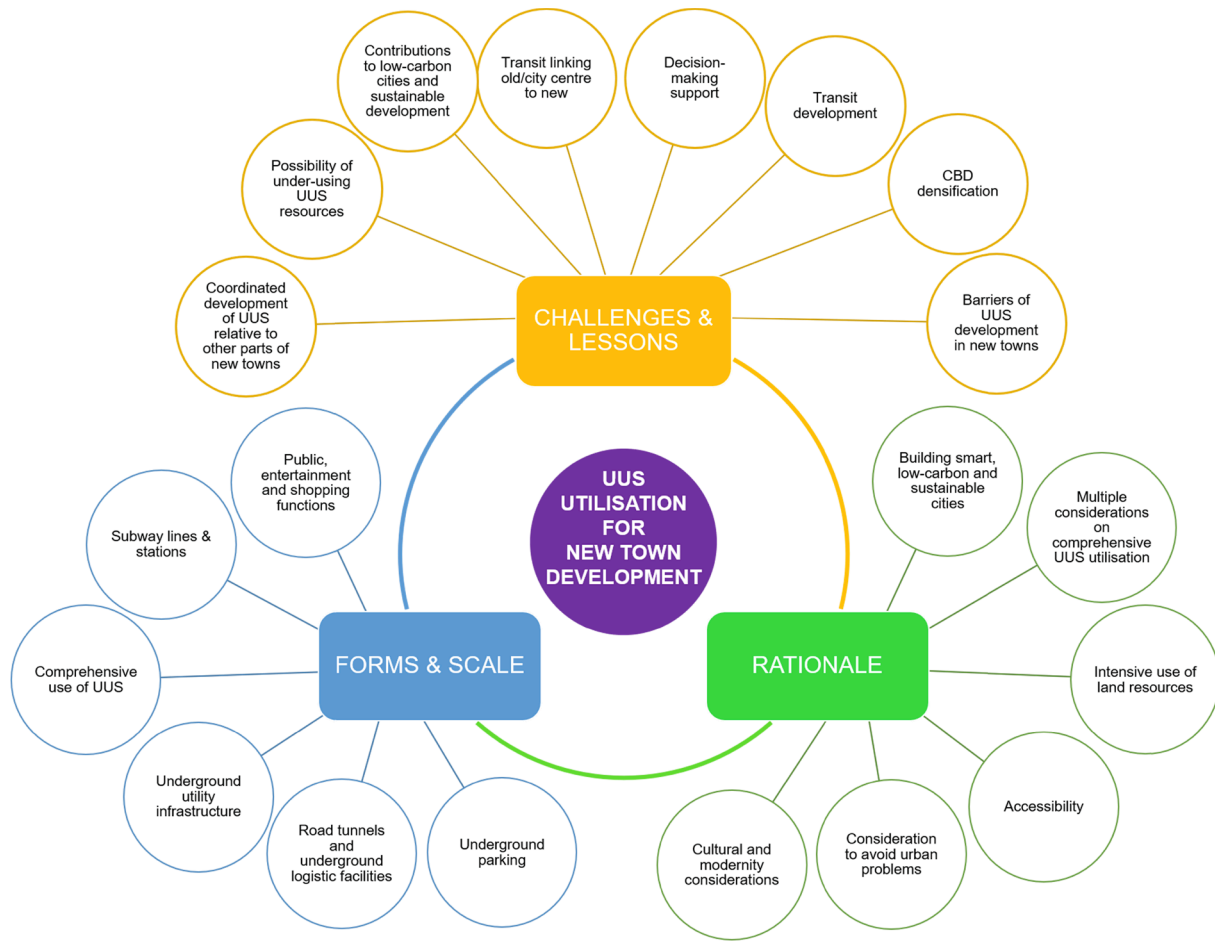 Contributions
to low-carbon
cities and
sustainable
development
Transit linking
old/city centre
to new
Decision-
making
support
Transit
development
CBD
densification
Possibility of
under-using
UUS
resources
Coordinated
development
of UUS
relative to
other parts of
new towns
Barriers of
UUS
development
in new towns
CHALLENGES &
LESSONS
UUS
UTILISATION
FOR
NEW TOWN
DEVELOPMENT
Public,
entertainment
and shopping
functions
Subway lines &
stations
Comprehensive
use of UUS
Underground
utility
infrastructure
Road tunnels
and
underground
logistic facilities
Underground
parking
FORMS & SCALE
RATIONALE
Building smart,
low-carbon and
sustainable
cities
Multiple
considerations
on
comprehensive
UUS utilisation
Intensive use of
land resources
Accessibility
Consideration
to avoid urban
problems
Cultural and
modernity
considerations